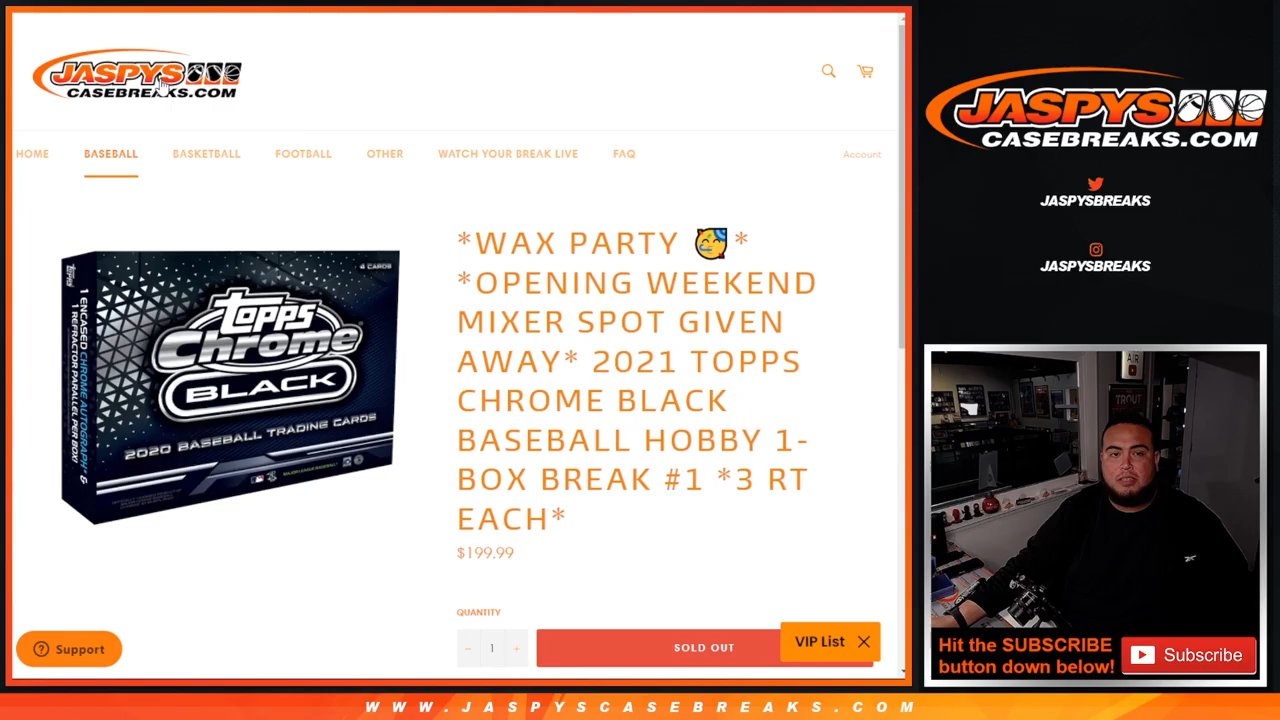 JASPYS
CASEBREAKS.COM
HOME BASEBALL BASKETBALL FOOTBALL OTHER WATCH YOUR BREAK LIVE FAQ Account
4 CARDS
topps
Chrome
BLACK
2020 BASEBALL TRADING CARDS
1 ENCASED CHROME AUTOGRAPH &
1 REFRACTOR PARALLEL PER BOX!
*WAX PARTY 🥳*
*OPENING WEEKEND
MIXER SPOT GIVEN
AWAY* 2021 TOPPS
CHROME BLACK
BASEBALL HOBBY 1-
BOX BREAK #1 *3 RT
EACH*
$199.99
QUANTITY
− 1 +
SOLD OUT
VIP List
Support
JASPYS
CASEBREAKS.COM
JASPYSBREAKS
JASPYSBREAKS
AIR
TROUT
Hit the SUBSCRIBE
button down below!
Subscribe
WWW.JASPYSCASEBREAKS.COM